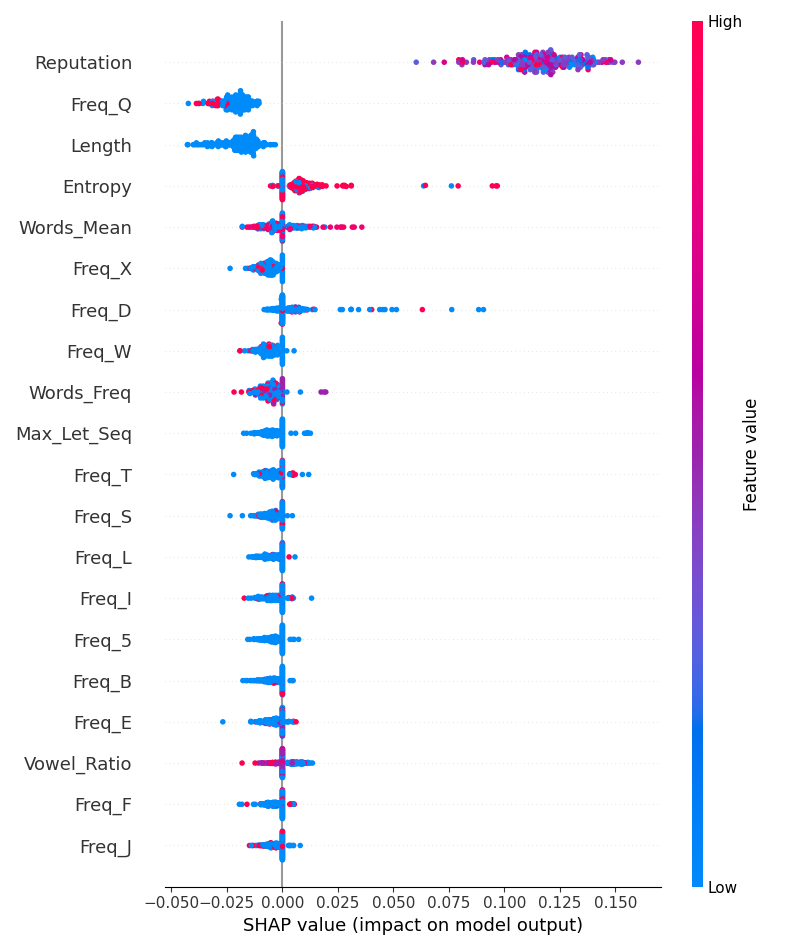 High
Reputation
Freq_Q
Length
Entropy
Words_Mean
Freq_X
Freq_D
Freq_W
Words_Freq
Max_Let_Seq
Freq_T
Freq_S
Freq_L
Freq_I
Freq_5
Freq_B
Freq_E
Vowel_Ratio
Freq_F
Freq_J
Feature value
Low
−0.050 −0.025 0.000 0.025 0.050 0.075 0.100 0.125 0.150
SHAP value (impact on model output)